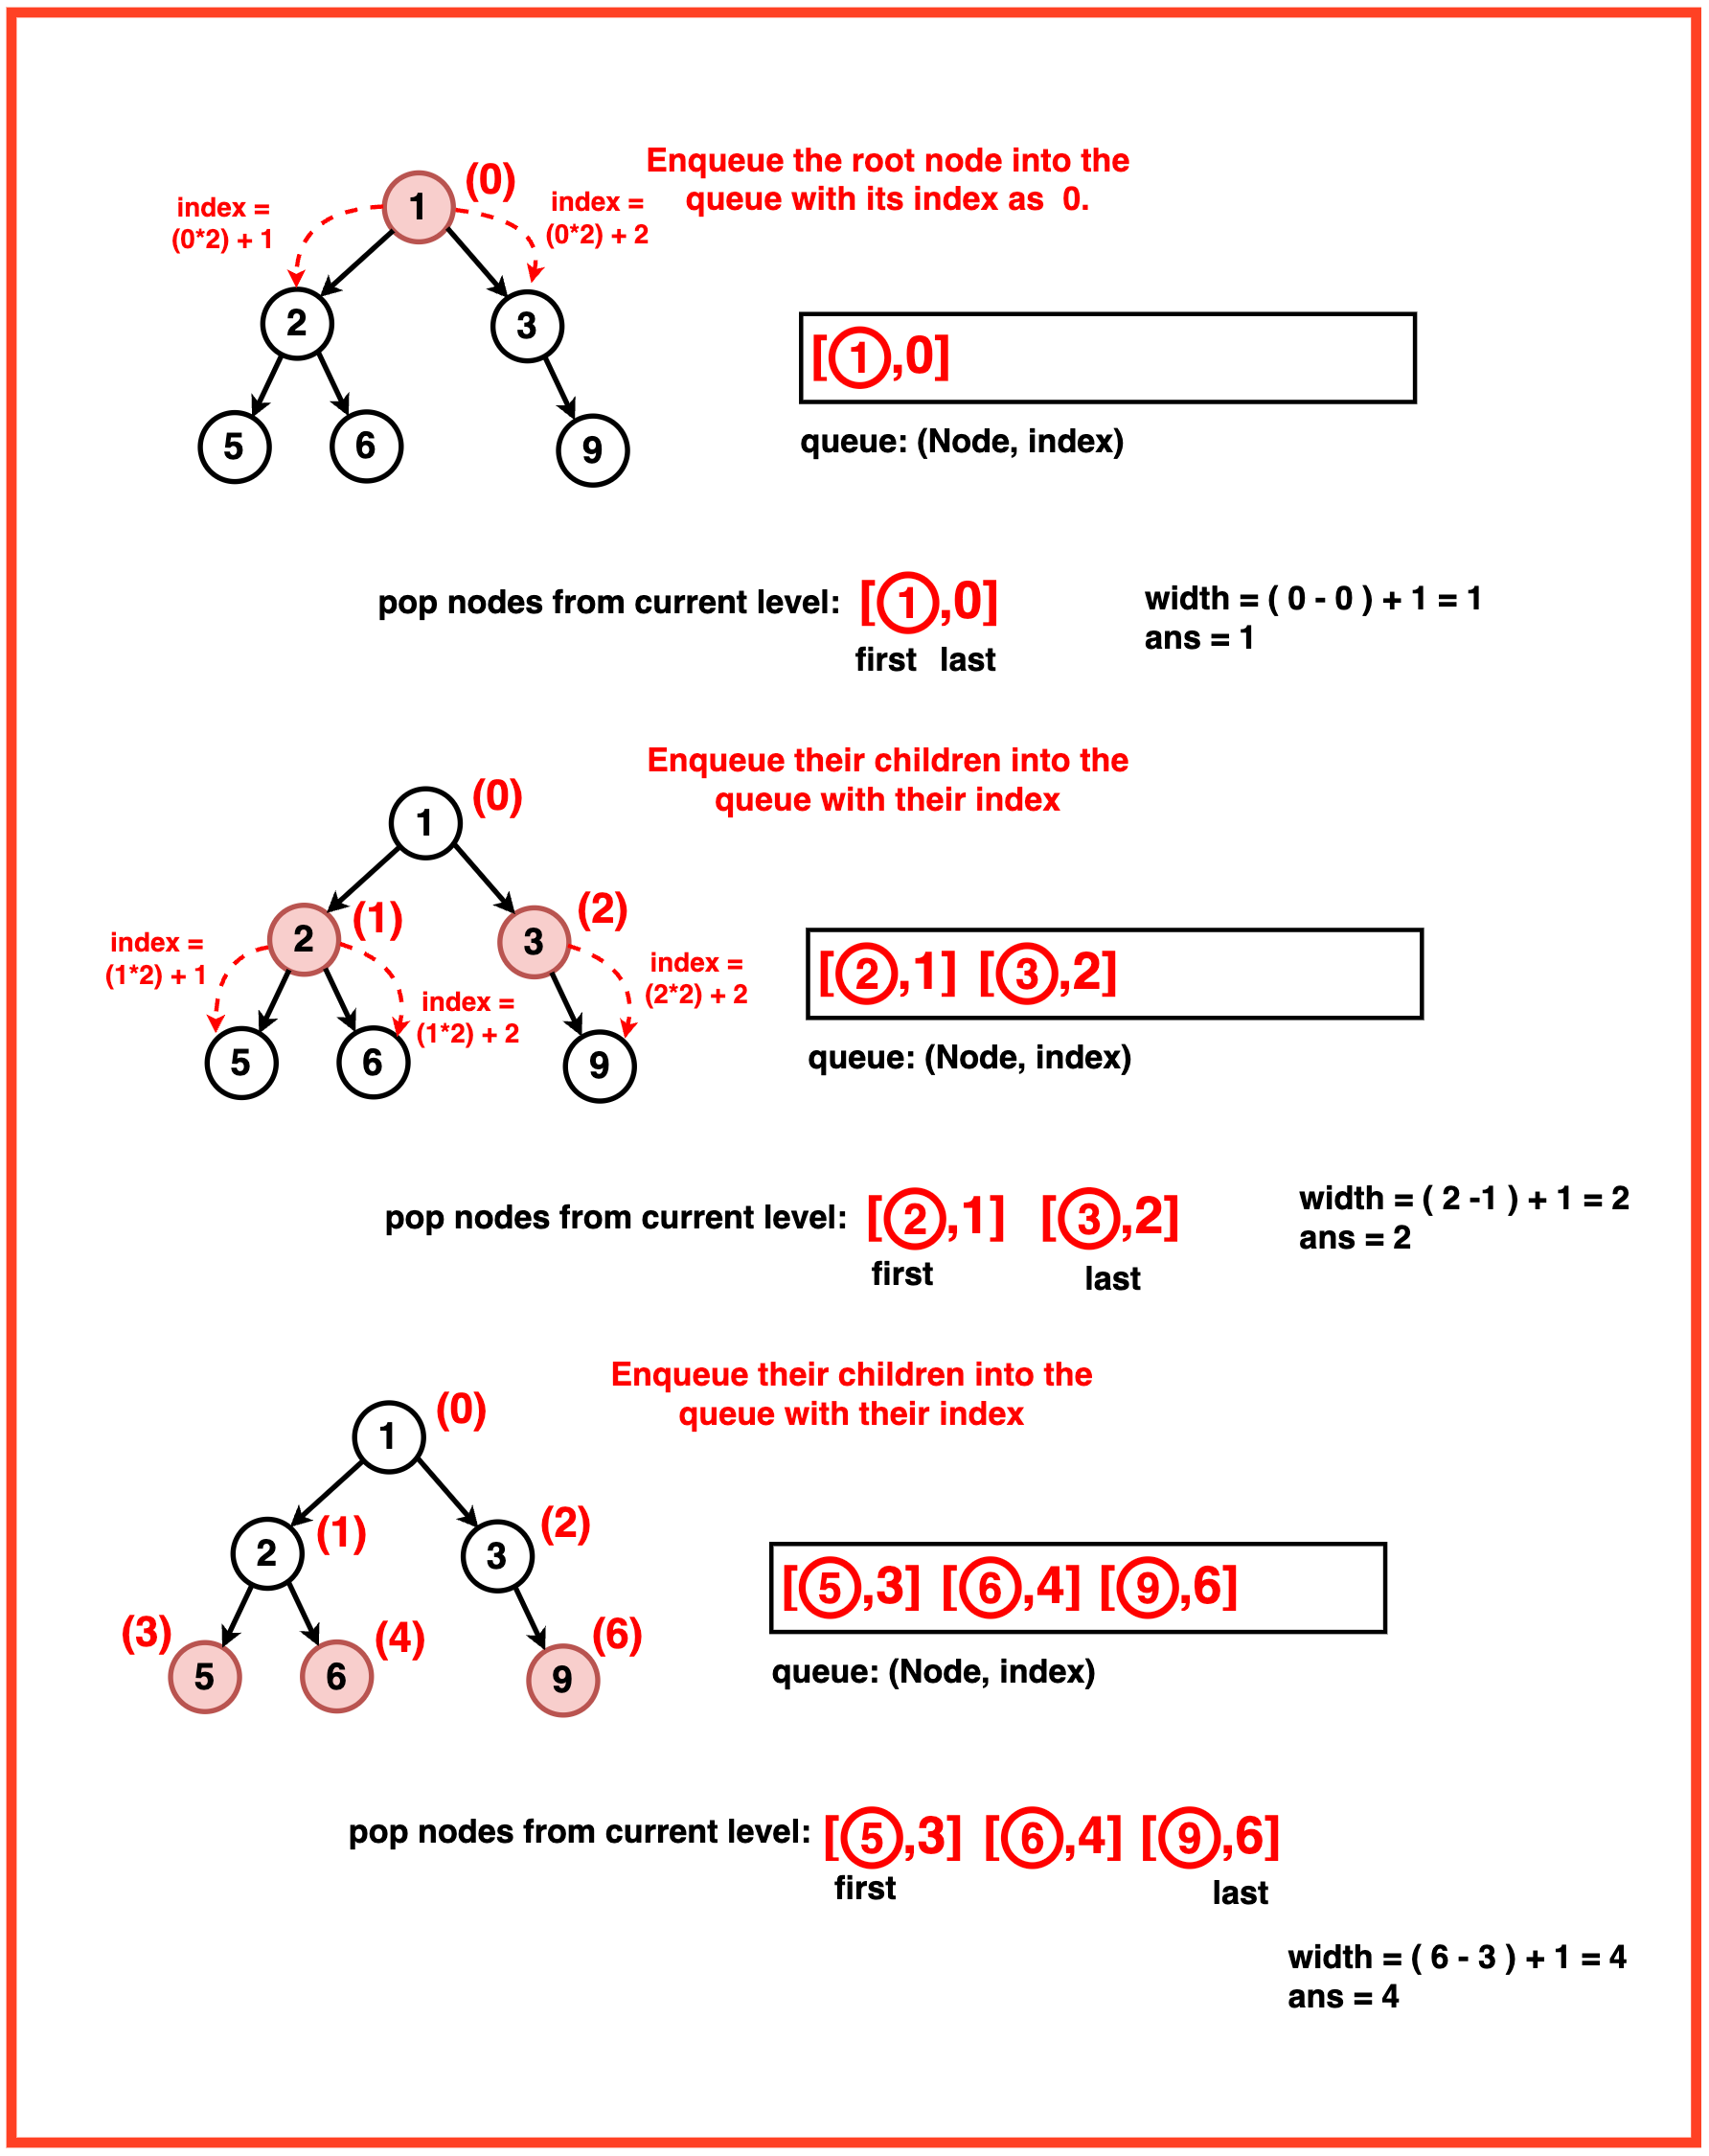 Enqueue the root node into the
queue with its index as 0.
(0)
index =
(0*2) + 1
index =
(0*2) + 2
1
2
3
5
6
9
[1,0]
queue: (Node, index)
pop nodes from current level: [1,0]
first last
width = ( 0 - 0 ) + 1 = 1
ans = 1
Enqueue their children into the
queue with their index
1
(0)
2
(1)
3
(2)
index =
(1*2) + 1
index =
(1*2) + 2
index =
(2*2) + 2
5
6
9
[2,1] [3,2]
queue: (Node, index)
pop nodes from current level: [2,1] [3,2]
first
last
width = ( 2 -1 ) + 1 = 2
ans = 2
Enqueue their children into the
queue with their index
1
(0)
2
(1)
3
(2)
(3)
5
6
(4)
9
(6)
[5,3] [6,4] [9,6]
queue: (Node, index)
pop nodes from current level: [5,3] [6,4] [9,6]
first
last
width = ( 6 - 3 ) + 1 = 4
ans = 4